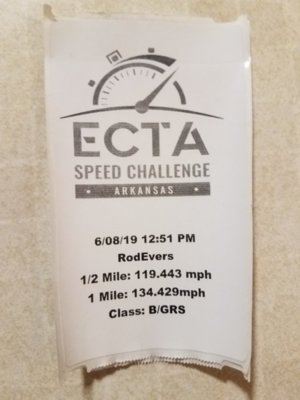 ECTA
SPEED CHALLENGE
ARKANSAS
6/08/19 12:51 PM
RodEvers
1/2 Mile: 119.443 mph
1 Mile: 134.429mph
Class: B/GRS